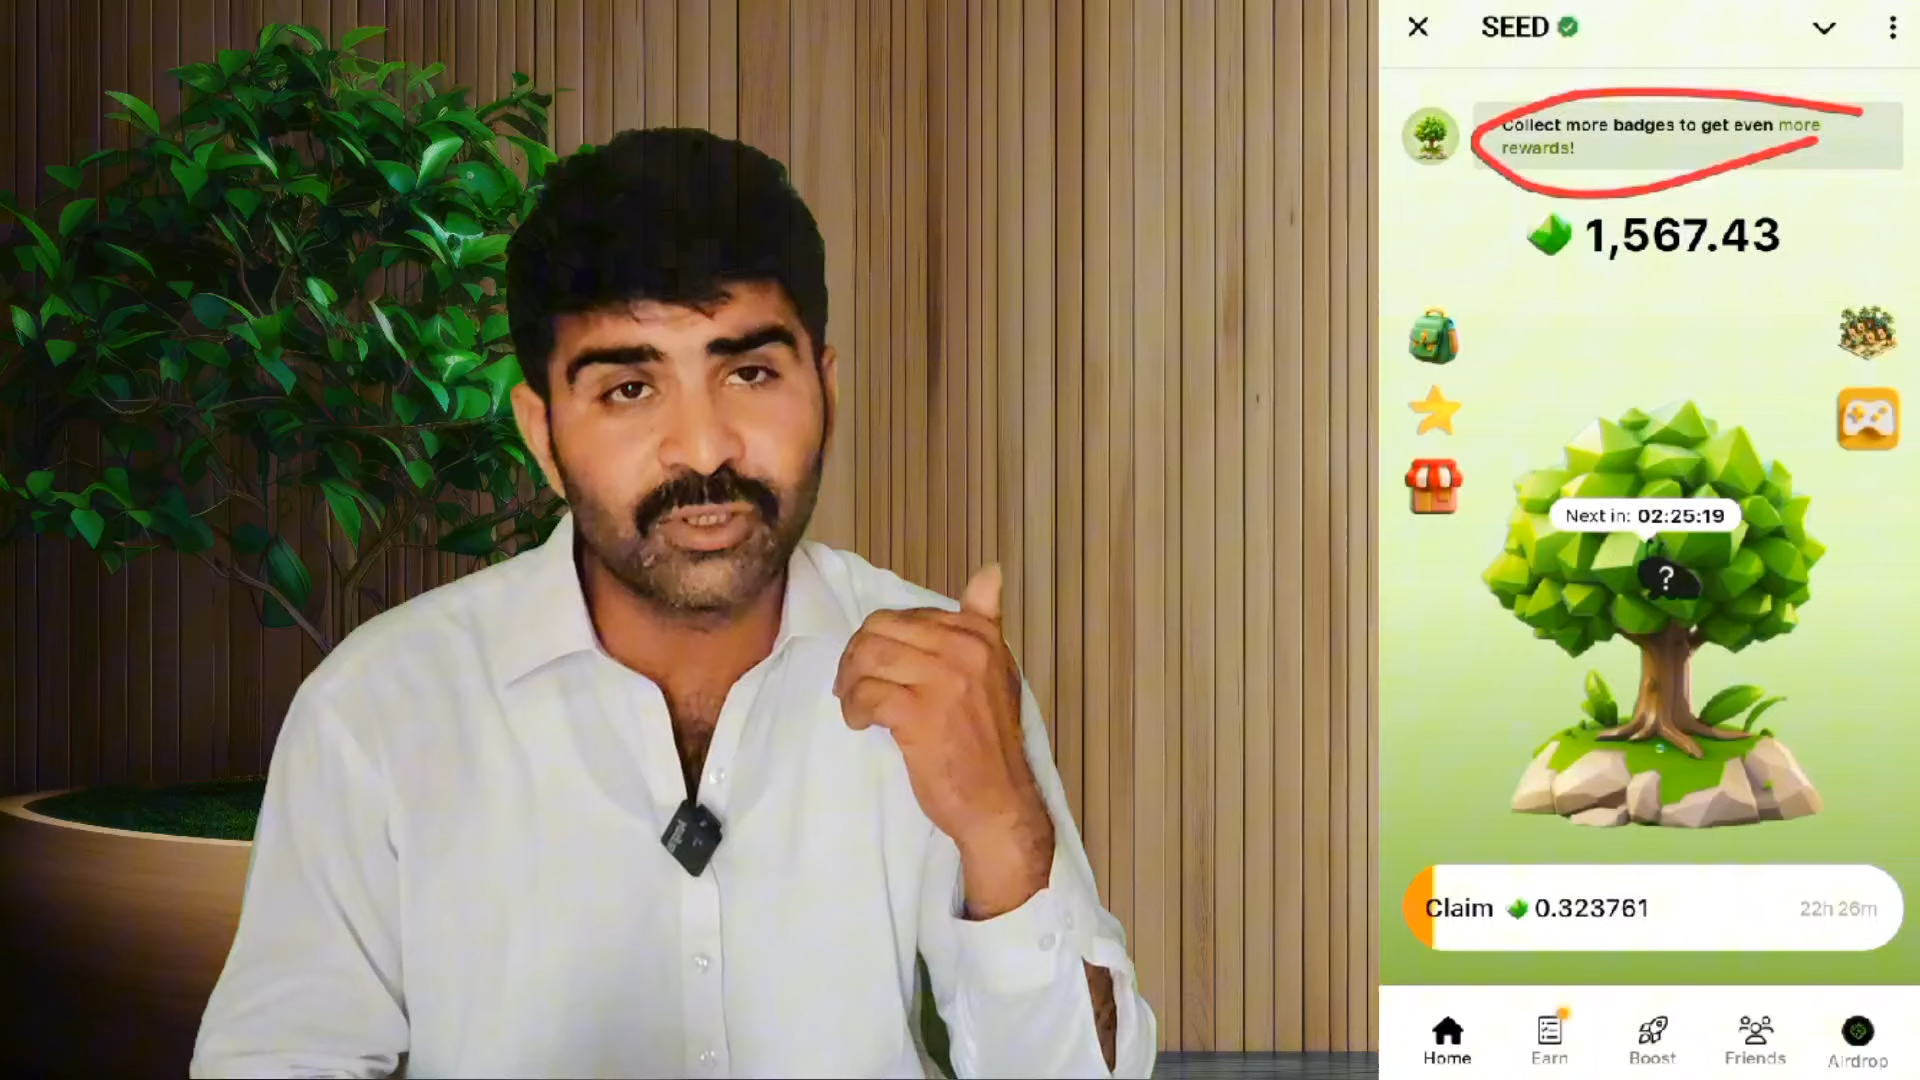 SEED
Collect more badges to get even more
rewards!
1,567.43
Next in: 02:25:19
?
Claim 0.323761
22h 26m
Home
Earn
Boost
Friends
Airdrop